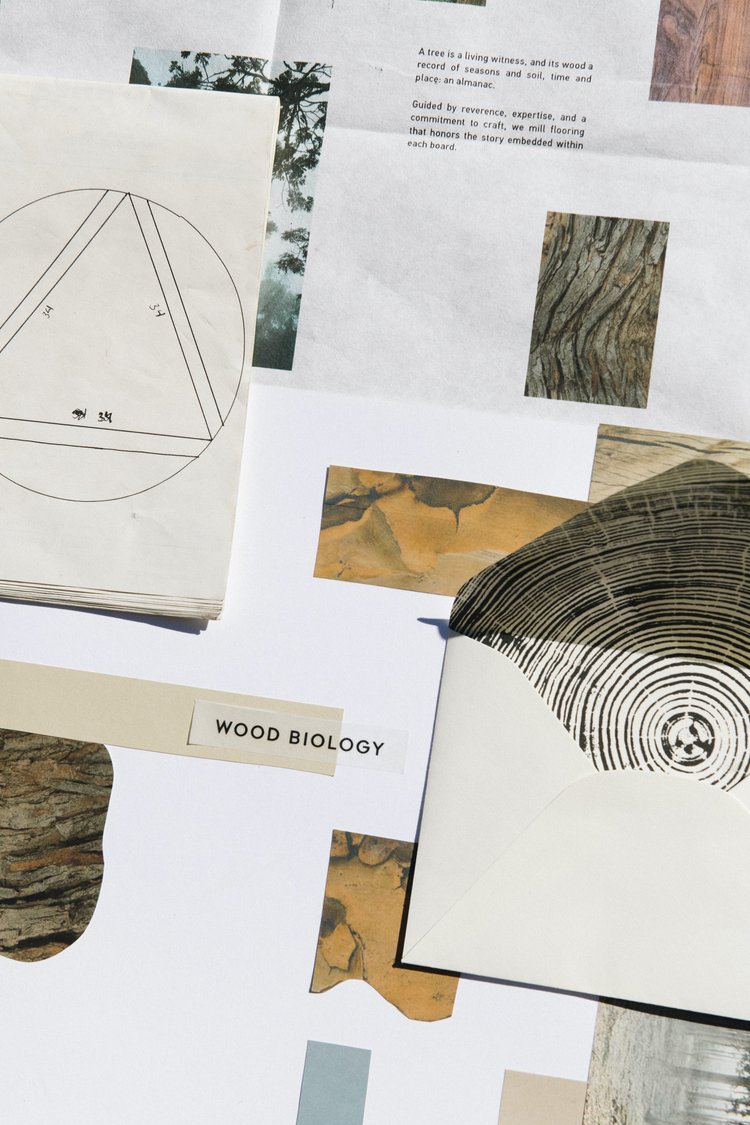 A tree is a living witness, and its wood a
record of seasons and soil, time and
place: an almanac.
Guided by reverence, expertise, and a
commitment to craft, we mill flooring
that honors the story embedded within
each board.
34
34
34
WOOD BIOLOGY